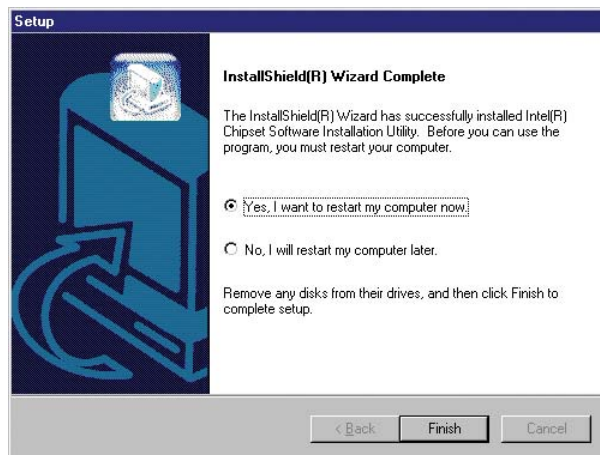 Setup
InstallShield(R) Wizard Complete
The InstallShield(R) Wizard has successfully installed Intel(R)
Chipset Software Installation Utility.  Before you can use the
program, you must restart your computer.
Yes, I want to restart my computer now.
No, I will restart my computer later.
Remove any disks from their drives, and then click Finish to
complete setup.
< Back
Finish
Cancel